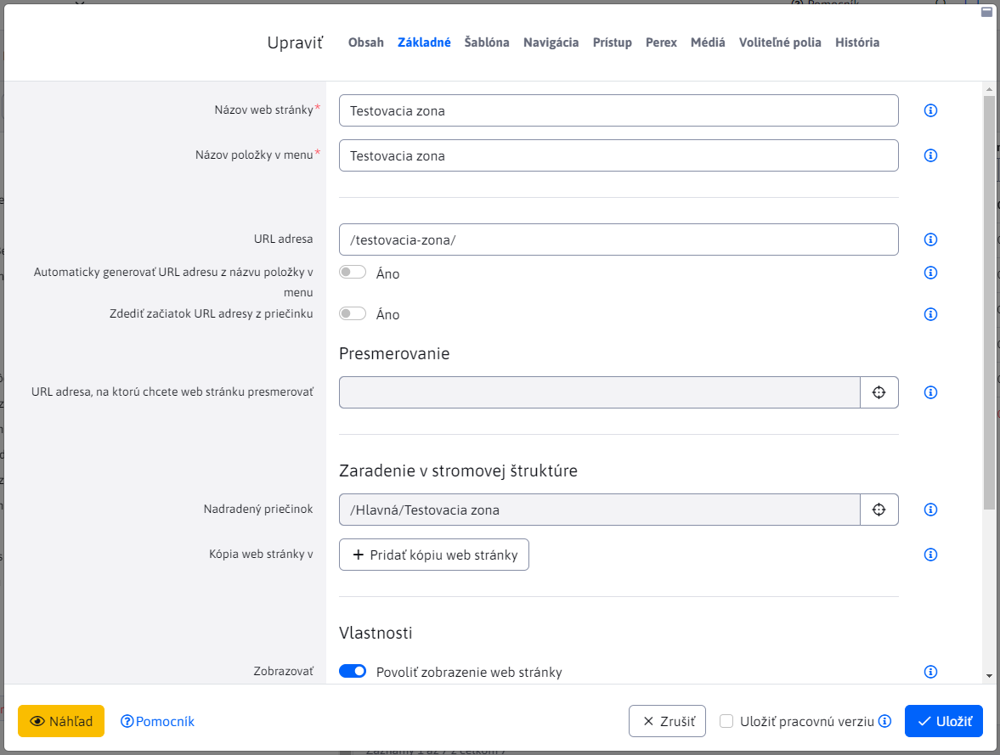 Pomocník
Upraviť
Obsah Základné Šablóna Navigácia Prístup Perex Médiá Voliteľné polia História
Názov web stránky*
Testovacia zona
Názov položky v menu*
Testovacia zona
URL adresa
/testovacia-zona/
Automaticky generovať URL adresu z názvu položky v
menu
Áno
Zdediť začiatok URL adresy z priečinku
Áno
Presmerovanie
URL adresa, na ktorú chcete web stránku presmerovať
Zaradenie v stromovej štruktúre
Nadradený priečinok
/Hlavná/Testovacia zona
Kópia web stránky v
+ Pridať kópiu web stránky
Vlastnosti
Zobrazovať
Povoliť zobrazenie web stránky
Náhľad
Pomocník
Zrušiť
Uložiť pracovnú verziu
Uložiť